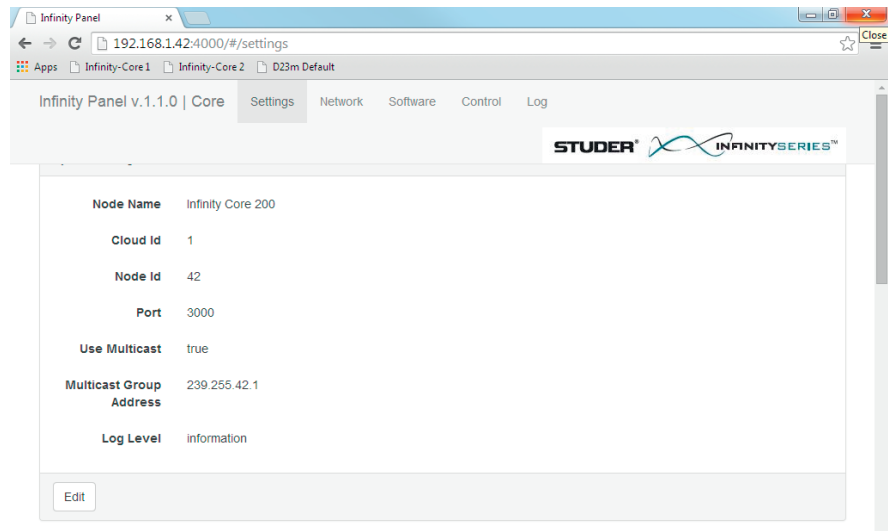 Infinity Panel
192.168.1.42:4000/#/settings
Close
Apps Infinity-Core 1 Infinity-Core 2 D23m Default
Infinity Panel v.1.1.0 | Core Settings Network Software Control Log
STUDER® INFINITYSERIES™
Node Name Infinity Core 200
Cloud Id 1
Node Id 42
Port 3000
Use Multicast true
Multicast Group
Address
239.255.42.1
Log Level information
Edit